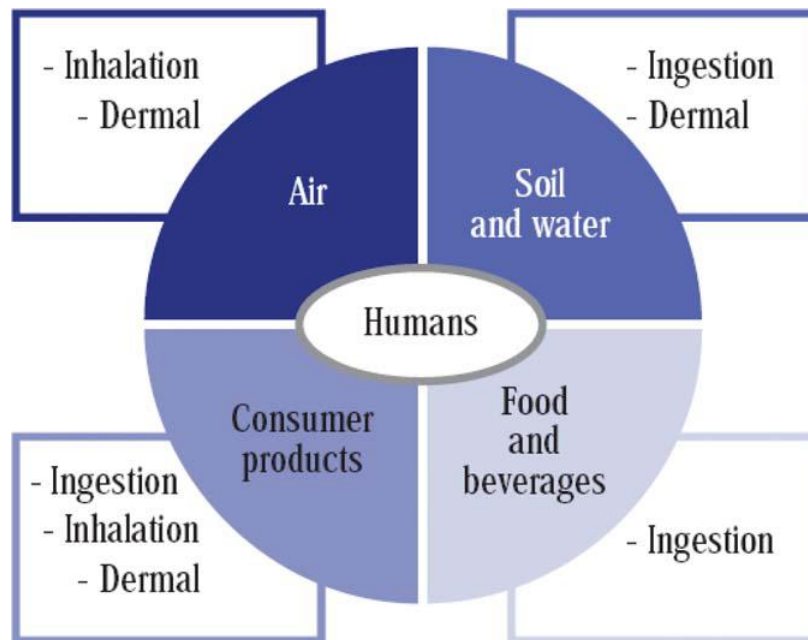 - Inhalation
- Dermal
Air
- Ingestion
- Dermal
Soil
and water
Humans
Consumer
products
- Ingestion
- Inhalation
- Dermal
Food
and
beverages
- Ingestion